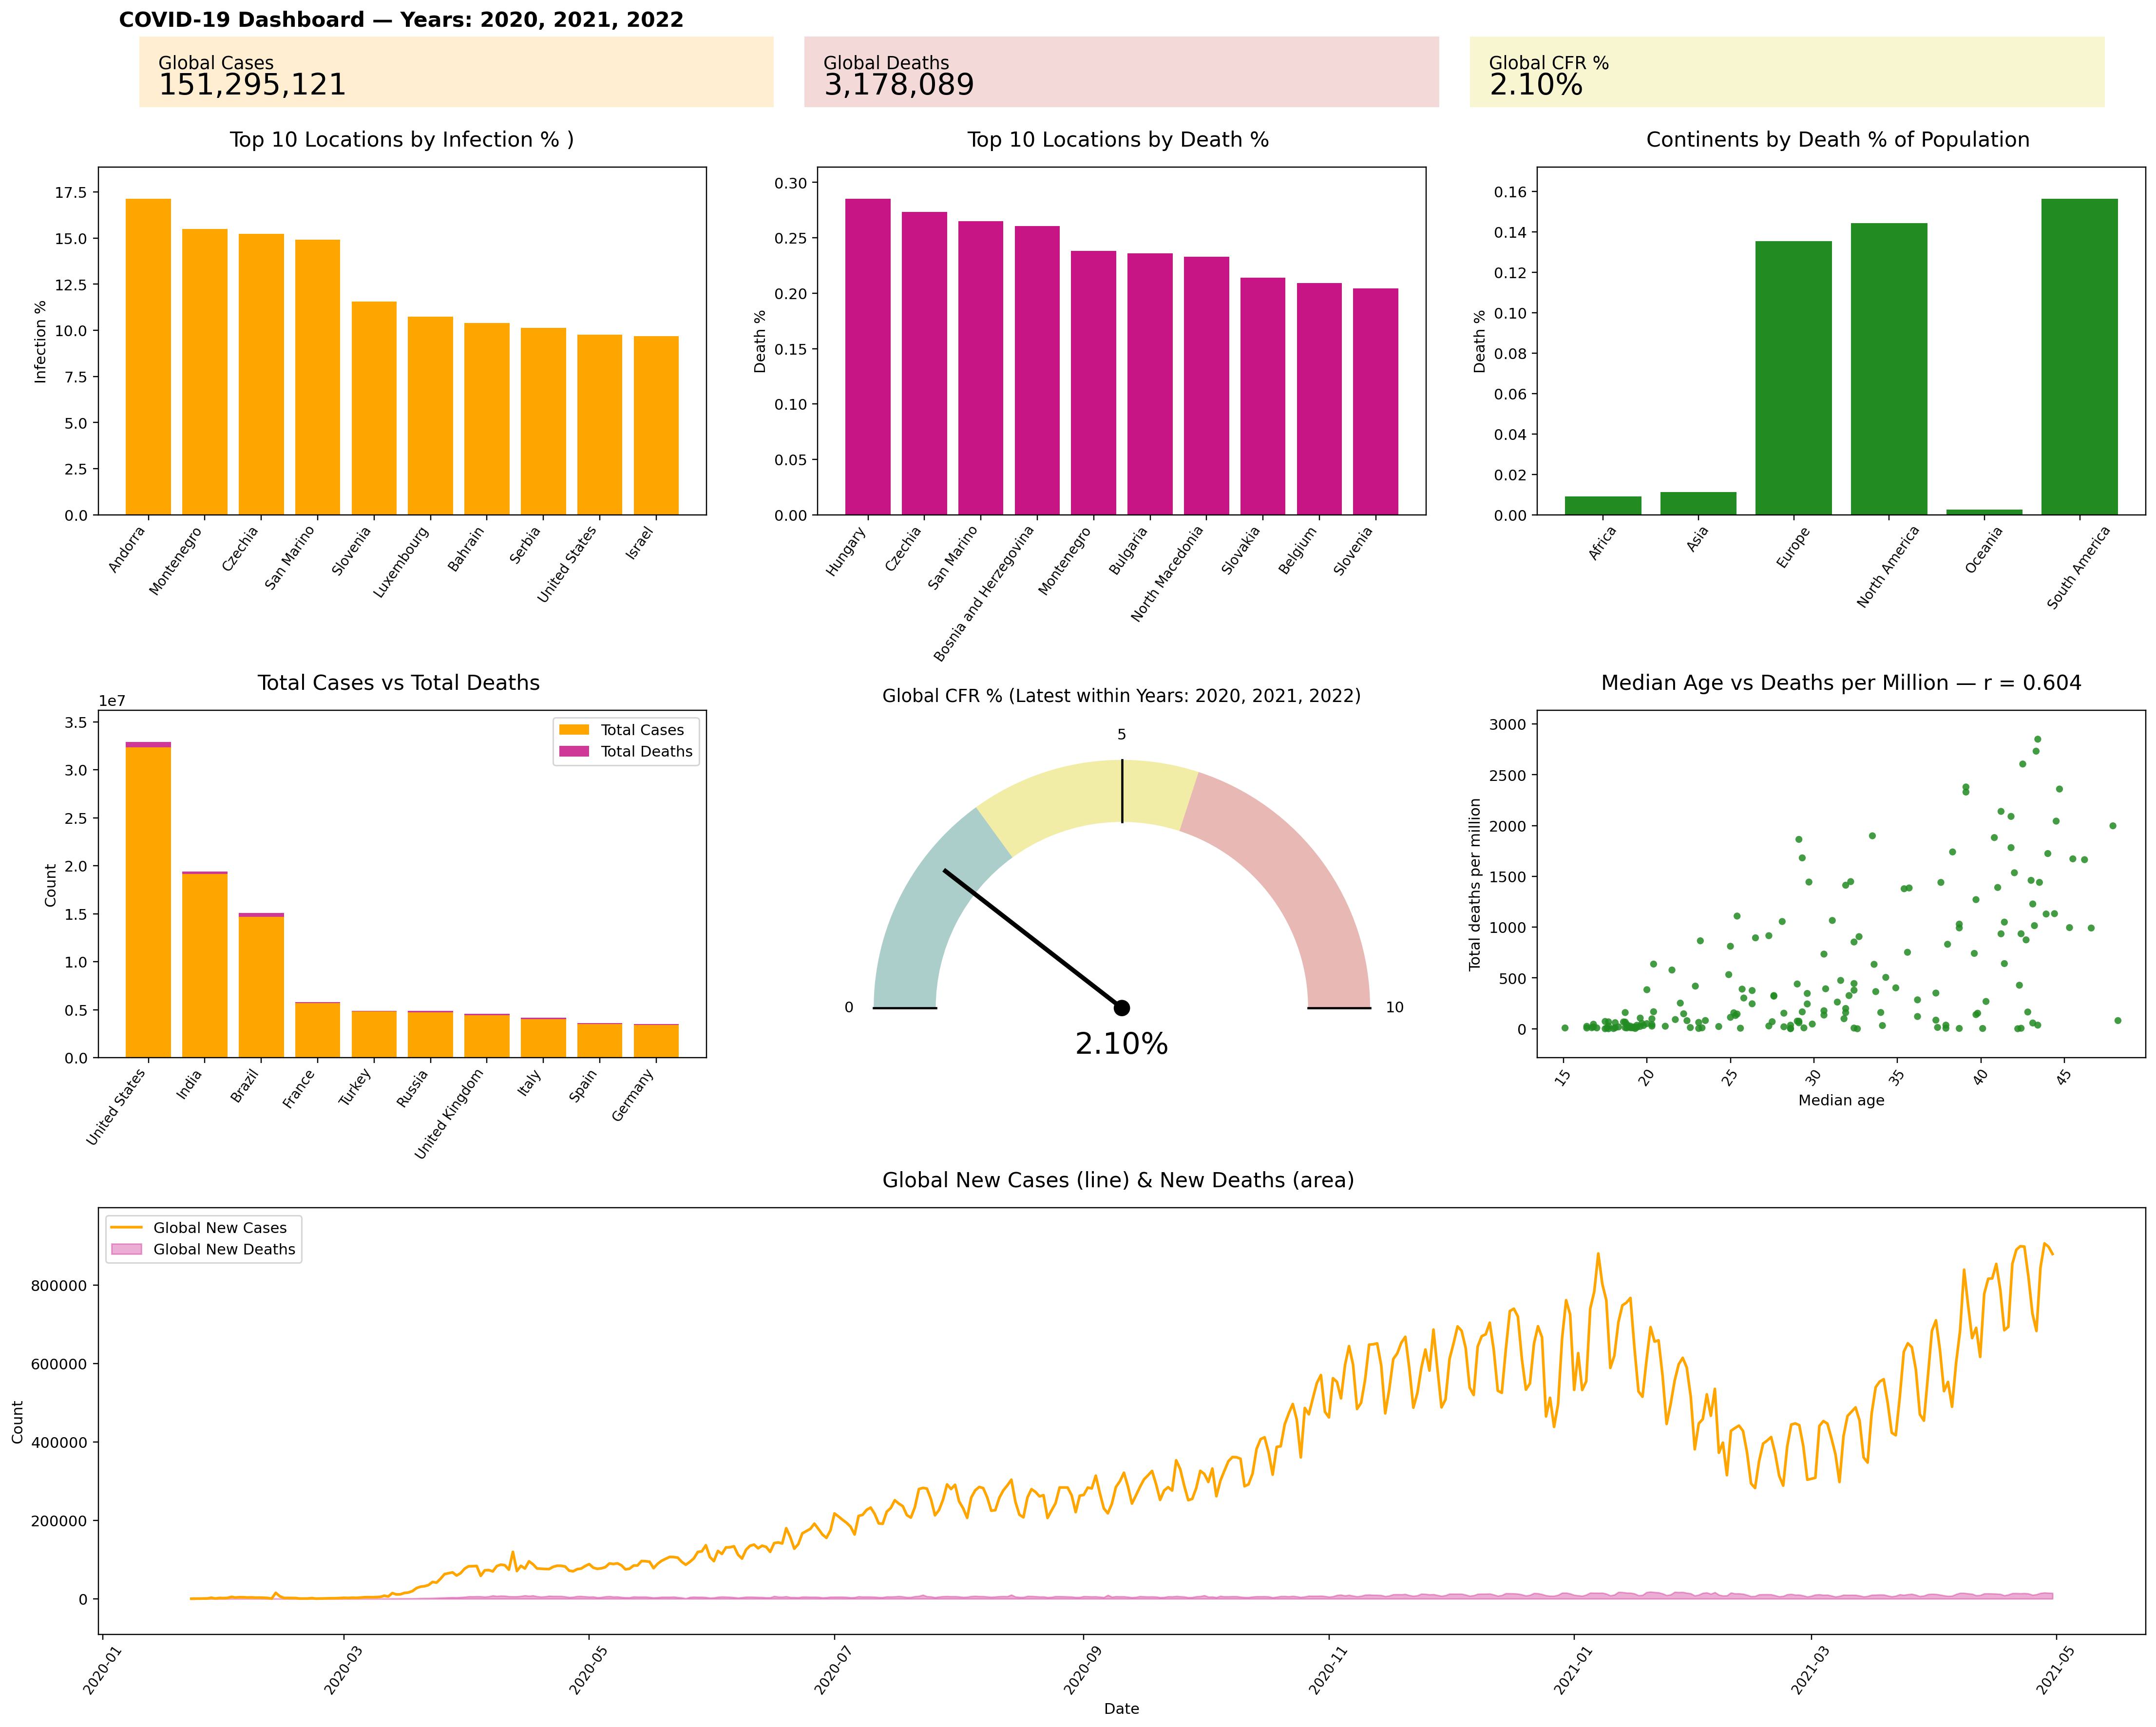 COVID-19 Dashboard — Years: 2020, 2021, 2022
Global Cases
151,295,121
Global Deaths
3,178,089
Global CFR %
2.10%
Top 10 Locations by Infection % )
Infection %
17.5
15.0
12.5
10.0
7.5
5.0
2.5
0.0
Andorra
Montenegro
Czechia
San Marino
Slovenia
Luxembourg
Bahrain
Serbia
United States
Israel
Top 10 Locations by Death %
Death %
0.30
0.25
0.20
0.15
0.10
0.05
0.00
Hungary
Czechia
San Marino
Bosnia and Herzegovina
Montenegro
Bulgaria
North Macedonia
Slovakia
Belgium
Slovenia
Continents by Death % of Population
Death %
0.16
0.14
0.12
0.10
0.08
0.06
0.04
0.02
0.00
Africa
Asia
Europe
North America
Oceania
South America
Total Cases vs Total Deaths
1e7
Count
3.5
3.0
2.5
2.0
1.5
1.0
0.5
0.0
Total Cases
Total Deaths
United States
India
Brazil
France
Turkey
Russia
United Kingdom
Italy
Spain
Germany
Global CFR % (Latest within Years: 2020, 2021, 2022)
5
0
10
2.10%
Median Age vs Deaths per Million — r = 0.604
Total deaths per million
3000
2500
2000
1500
1000
500
0
15
20
25
30
35
40
45
Median age
Global New Cases (line) & New Deaths (area)
Global New Cases
Global New Deaths
Count
800000
600000
400000
200000
0
2020-01
2020-03
2020-05
2020-07
2020-09
2020-11
2021-01
2021-03
2021-05
Date